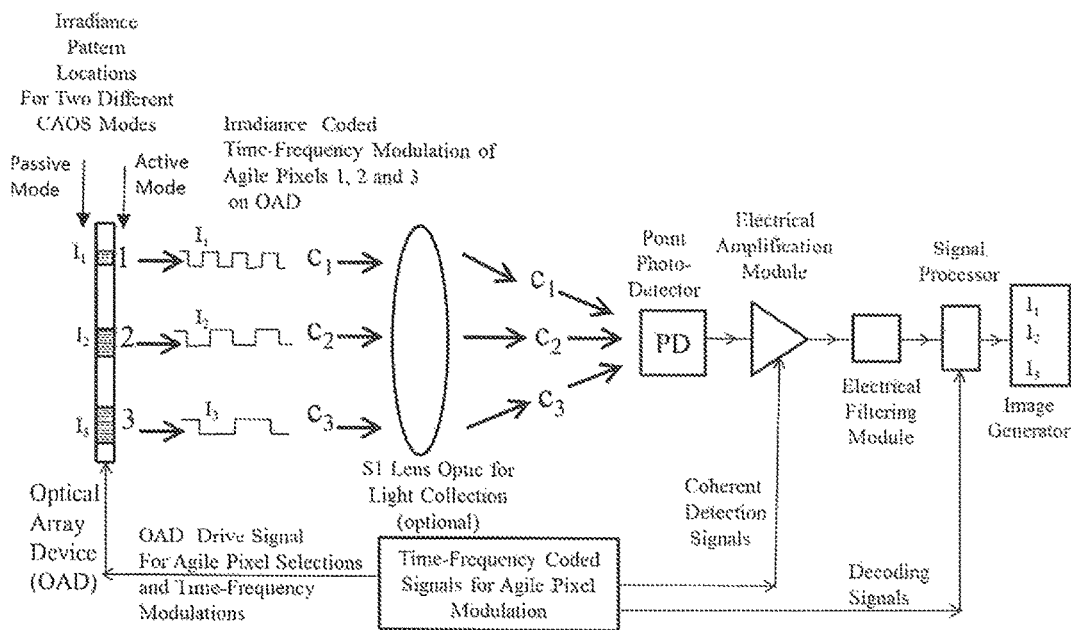 Irradiance
Pattern
Locations
For Two Different
CAOS Modes
Passive
Mode
Active
Mode
Irradiance Coded
Time-Frequency Modulation of
Agile Pixels 1, 2 and 3
on OAD
I₁
1
I₁
C₁
C₁
I₂
2
I₂
C₂
C₂
I₃
3
I₃
C₃
C₃
Point
Photo-
Detector
PD
Electrical
Amplification
Module
Electrical
Filtering
Module
Signal
Processor
I₁
I₂
I₃
Image
Generator
S1 Lens Optic for
Light Collection
(optional)
Optical
Array
Device
(OAD)
OAD Drive Signal
For Agile Pixel Selections
and Time-Frequency
Modulations
Time-Frequency Coded
Signals for Agile Pixel
Modulation
Coherent
Detection
Signals
Decoding
Signals